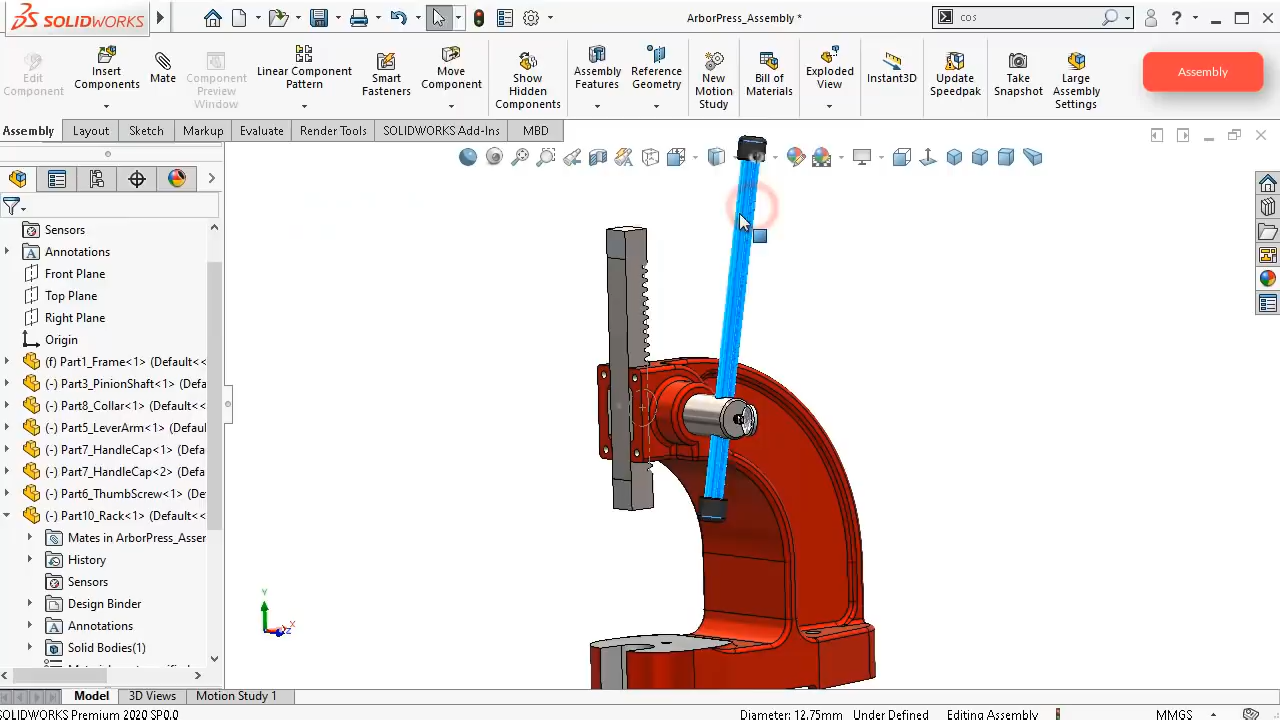 SOLIDWORKS
ArborPress_Assembly *
cos
Edit Component
Insert Components
Mate
Component Preview Window
Linear Component Pattern
Smart Fasteners
Move Component
Show Hidden Components
Assembly Features
Reference Geometry
New Motion Study
Bill of Materials
Exploded View
Instant3D
Update Speedpak
Take Snapshot
Large Assembly Settings
Assembly
Assembly Layout Sketch Markup Evaluate Render Tools SOLIDWORKS Add-Ins MBD
Sensors
Annotations
Front Plane
Top Plane
Right Plane
Origin
(f) Part1_Frame<1> (Default<<
(-) Part3_PinionShaft<1> (Defa
(-) Part8_Collar<1> (Default<<
(-) Part5_LeverArm<1> (Defaul
(-) Part7_HandleCap<1> (Defa
(-) Part7_HandleCap<2> (Defa
(-) Part6_ThumbScrew<1> (De
(-) Part10_Rack<1> (Default<<
Mates in ArborPress_Asser
History
Sensors
Design Binder
Annotations
Solid Bodies(1)
Y
X
Z
Model 3D Views Motion Study 1
SOLIDWORKS Premium 2020 SP0.0
Diameter: 12.75mm Under Defined Editing Assembly MMGS